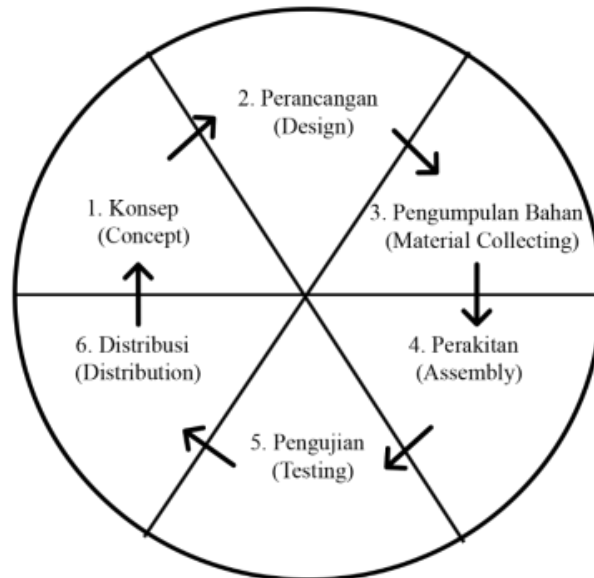 1. Konsep
(Concept)
2. Perancangan
(Design)
3. Pengumpulan Bahan
(Material Collecting)
4. Perakitan
(Assembly)
5. Pengujian
(Testing)
6. Distribusi
(Distribution)